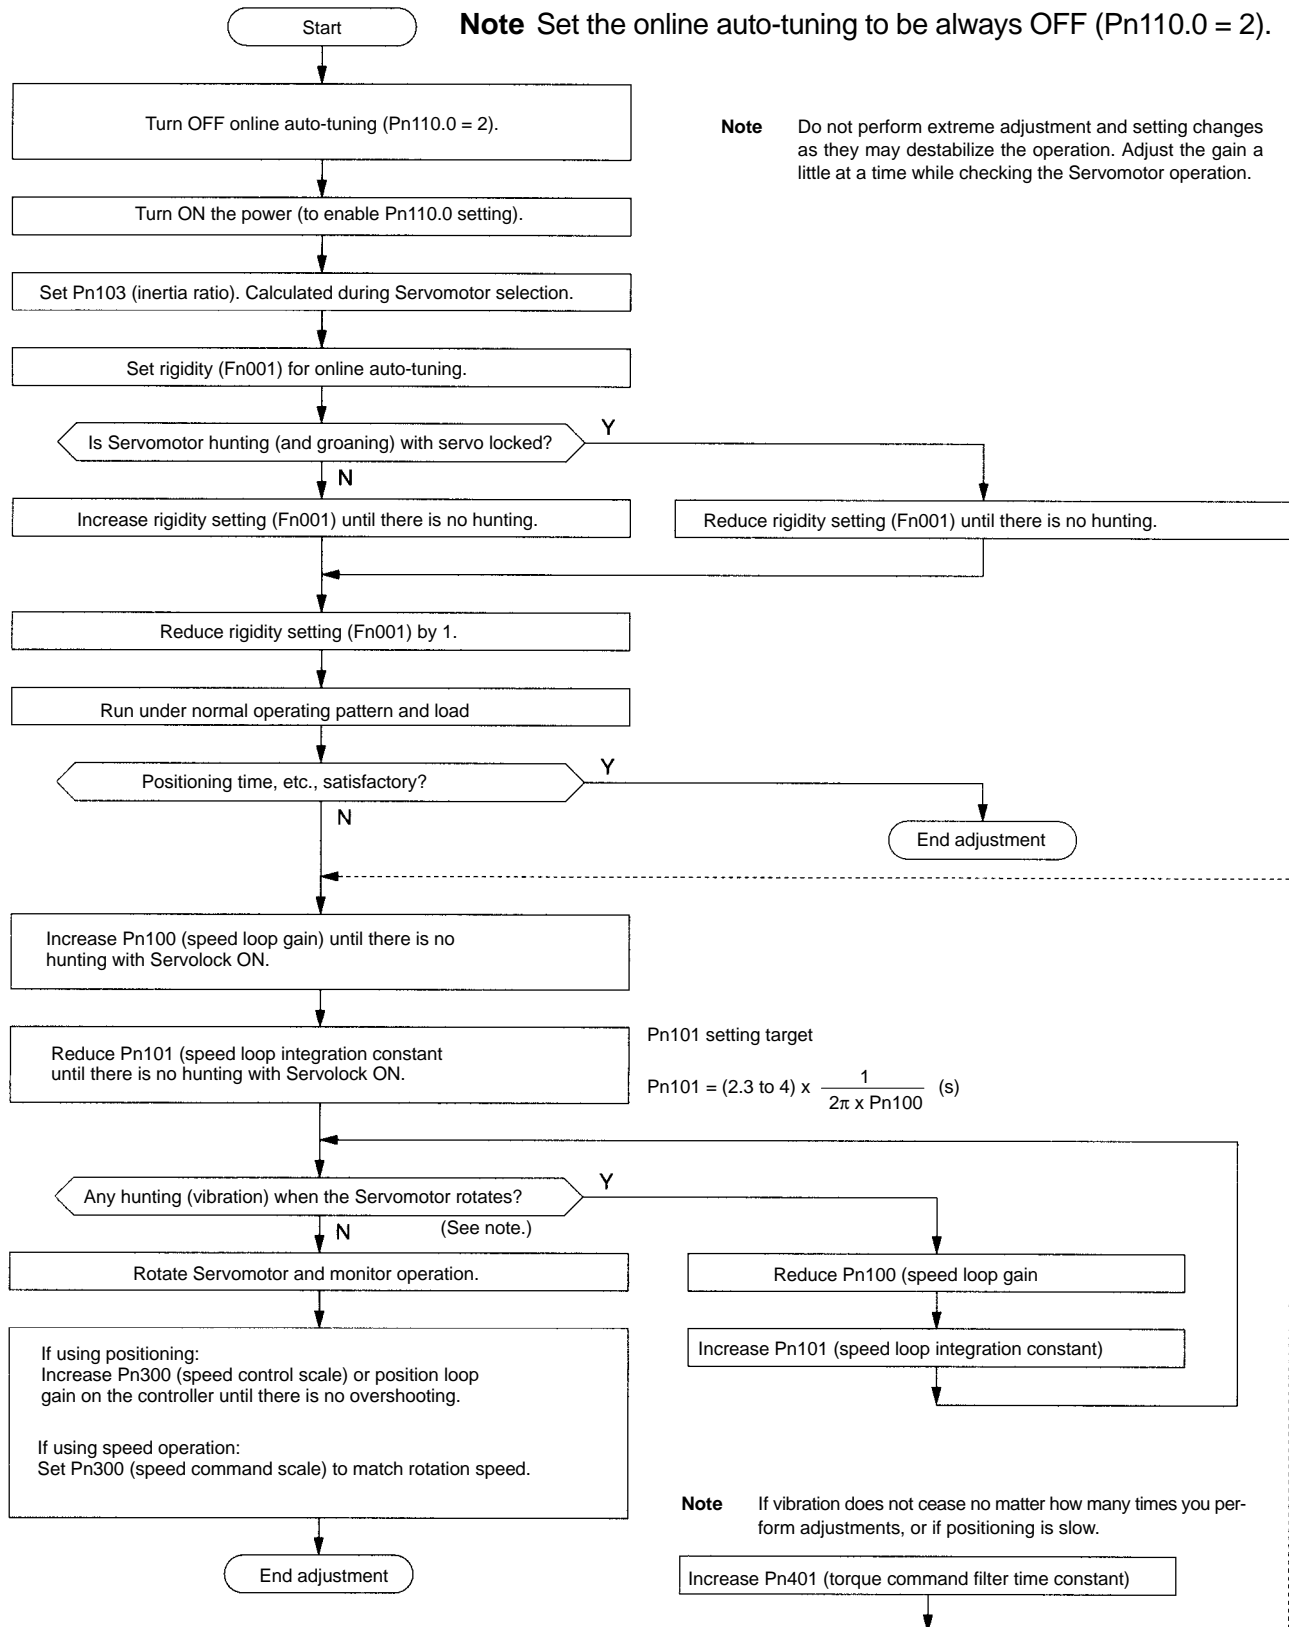 Start
Note Set the online auto-tuning to be always OFF (Pn110.0 = 2).
Turn OFF online auto-tuning (Pn110.0 = 2).
Note Do not perform extreme adjustment and setting changes
as they may destabilize the operation. Adjust the gain a
little at a time while checking the Servomotor operation.
Turn ON the power (to enable Pn110.0 setting).
Set Pn103 (inertia ratio). Calculated during Servomotor selection.
Set rigidity (Fn001) for online auto-tuning.
Is Servomotor hunting (and groaning) with servo locked?
Y
N
Increase rigidity setting (Fn001) until there is no hunting.
Reduce rigidity setting (Fn001) until there is no hunting.
Reduce rigidity setting (Fn001) by 1.
Run under normal operating pattern and load
Positioning time, etc., satisfactory?
Y
N
End adjustment
Increase Pn100 (speed loop gain) until there is no
hunting with Servolock ON.
Reduce Pn101 (speed loop integration constant
until there is no hunting with Servolock ON.
Pn101 setting target
Pn101 = (2.3 to 4) x 1 / 2π x Pn100 (s)
Any hunting (vibration) when the Servomotor rotates?
Y
N
(See note.)
Rotate Servomotor and monitor operation.
Reduce Pn100 (speed loop gain
Increase Pn101 (speed loop integration constant)
If using positioning:
Increase Pn300 (speed control scale) or position loop
gain on the controller until there is no overshooting.
If using speed operation:
Set Pn300 (speed command scale) to match rotation speed.
Note If vibration does not cease no matter how many times you per-
form adjustments, or if positioning is slow.
End adjustment
Increase Pn401 (torque command filter time constant)